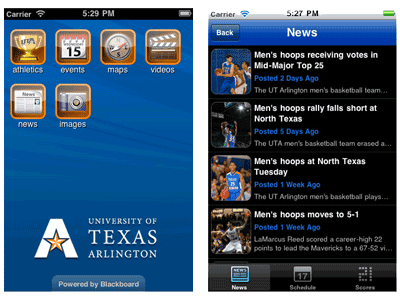 Carrier 5:29 PM
athletics events maps videos
15
news images
News
UNIVERSITY OF
TEXAS
ARLINGTON
A
Powered by Blackboard
Carrier 5:27 PM
Back News
Men's hoops receiving votes in
Mid-Major Top 25
Posted 2 Days Ago
The UT Arlington men's basketball team…
Men's hoops rally falls short at
North Texas
Posted 5 Days Ago
The UTA men's basketball team erased a…
Men's hoops at North Texas
Tuesday
Posted 1 Week Ago
The UT Arlington men's basketball plays…
Men's hoops moves to 5-1
Posted 1 Week Ago
LaMarcus Reed scored a career-high 22
points to lead the Mavericks to a 67-52 vi…
NEWS 17
News Schedule Scores